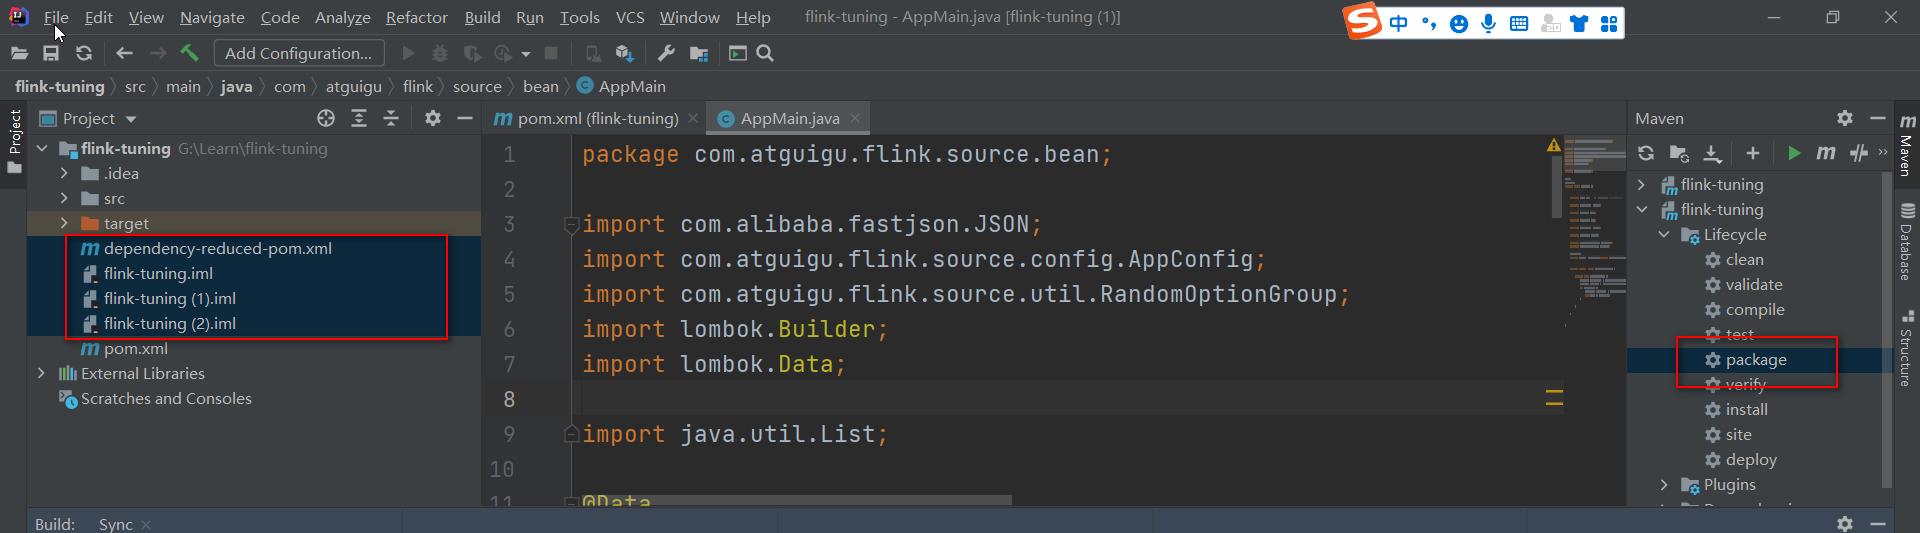 File Edit View Navigate Code Analyze Refactor Build Run Tools VCS Window Help flink-tuning - AppMain.java [flink-tuning (1)]
中
Add Configuration...
flink-tuning src main java com atguigu flink source bean AppMain
Project
Project
flink-tuning G:\Learn\flink-tuning
.idea
src
target
dependency-reduced-pom.xml
flink-tuning.iml
flink-tuning (1).iml
flink-tuning (2).iml
pom.xml
External Libraries
Scratches and Consoles
pom.xml (flink-tuning) AppMain.java
1 package com.atguigu.flink.source.bean;
2
3 import com.alibaba.fastjson.JSON;
4 import com.atguigu.flink.source.config.AppConfig;
5 import com.atguigu.flink.source.util.RandomOptionGroup;
6 import lombok.Builder;
7 import lombok.Data;
8
9 import java.util.List;
10
11 @Data
Maven
flink-tuning
flink-tuning
Lifecycle
clean
validate
compile
test
package
verify
install
site
deploy
Plugins
Maven
Database
Structure
Build: Sync